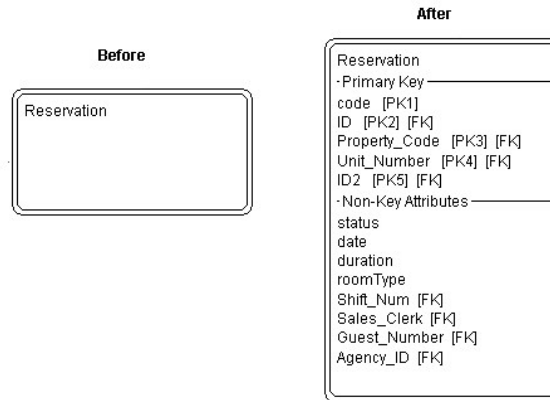 Before
Reservation
After
Reservation
-Primary Key
code [PK1]
ID [PK2] [FK]
Property_Code [PK3] [FK]
Unit_Number [PK4] [FK]
ID2 [PK5] [FK]
-Non-Key Attributes
status
date
duration
roomType
Shift_Num [FK]
Sales_Clerk [FK]
Guest_Number [FK]
Agency_ID [FK]